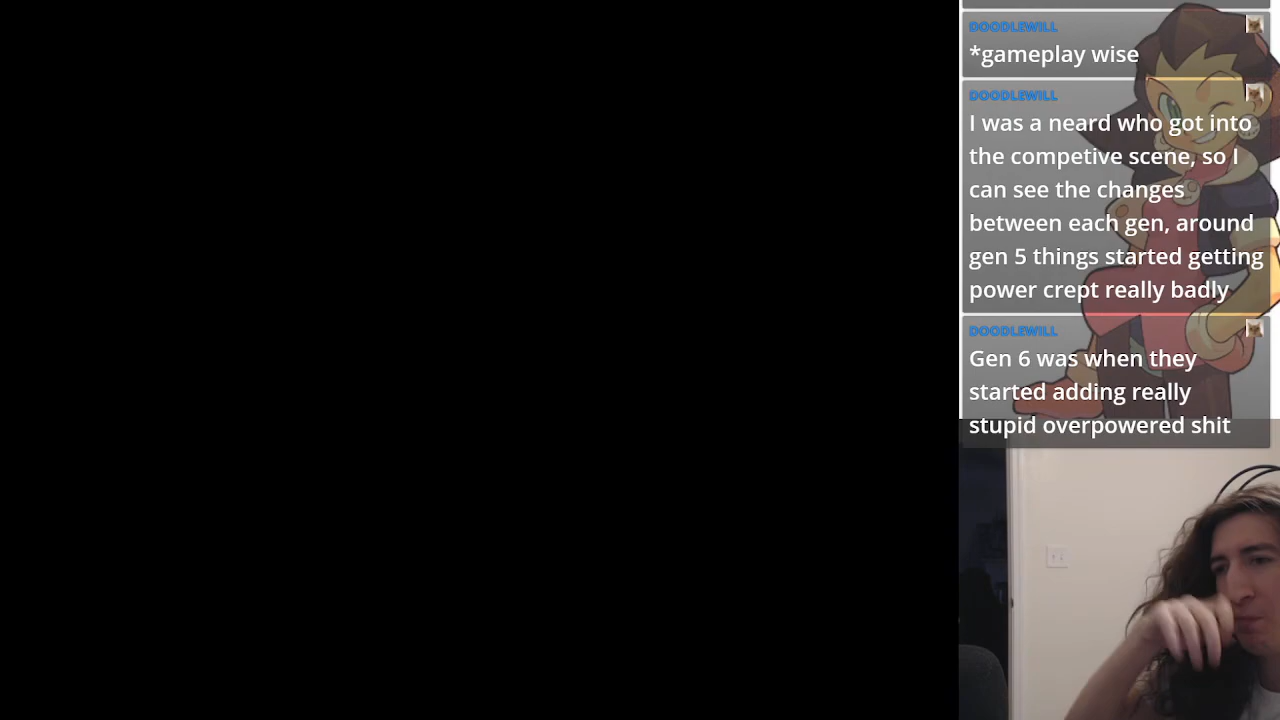 DOODLEWILL
*gameplay wise
DOODLEWILL
I was a neard who got into
the competive scene, so I
can see the changes
between each gen, around
gen 5 things started getting
power crept really badly
DOODLEWILL
Gen 6 was when they
started adding really
stupid overpowered shit